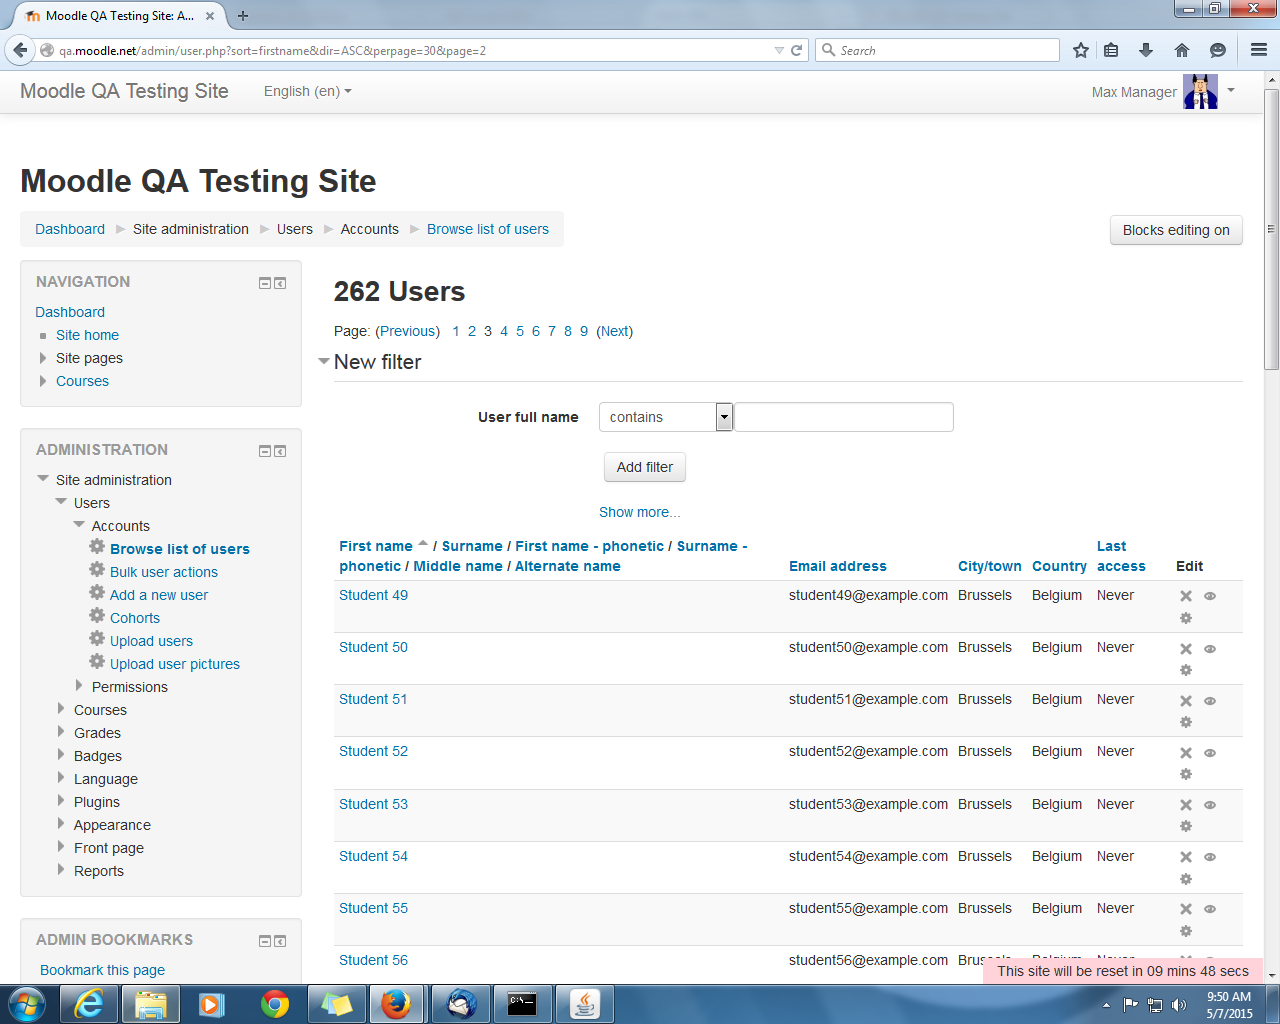 Moodle QA Testing Site: A...
qa.moodle.net/admin/user.php?sort=firstname&dir=ASC&perpage=30&page=2
Search
Moodle QA Testing Site
English (en)
Max Manager
Moodle QA Testing Site
Dashboard Site administration Users Accounts Browse list of users
Blocks editing on
NAVIGATION
Dashboard
Site home
Site pages
Courses
ADMINISTRATION
Site administration
Users
Accounts
Browse list of users
Bulk user actions
Add a new user
Cohorts
Upload users
Upload user pictures
Permissions
Courses
Grades
Badges
Language
Plugins
Appearance
Front page
Reports
ADMIN BOOKMARKS
Bookmark this page
262 Users
Page: (Previous) 1 2 3 4 5 6 7 8 9 (Next)
New filter
User full name contains
Add filter
Show more...
First name / Surname / First name - phonetic / Surname - phonetic / Middle name / Alternate name Email address City/town Country Last access Edit
Student 49 student49@example.com Brussels Belgium Never
Student 50 student50@example.com Brussels Belgium Never
Student 51 student51@example.com Brussels Belgium Never
Student 52 student52@example.com Brussels Belgium Never
Student 53 student53@example.com Brussels Belgium Never
Student 54 student54@example.com Brussels Belgium Never
Student 55 student55@example.com Brussels Belgium Never
Student 56 student56@example.com Brussels Belgium Never
This site will be reset in 09 mins 48 secs
C:\_
9:50 AM
5/7/2015